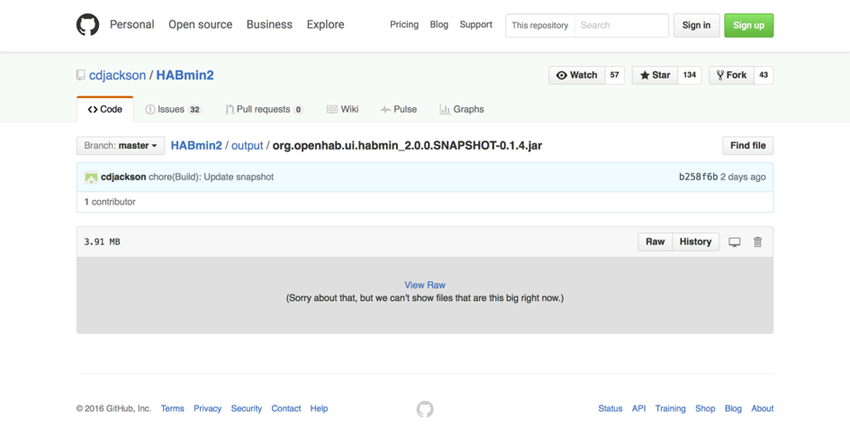 Personal Open source Business Explore Pricing Blog Support This repository Search Sign in Sign up
cdjackson / HABmin2 Watch 57 Star 134 Fork 43
Code Issues 32 Pull requests 0 Wiki Pulse Graphs
Branch: master HABmin2 / output / org.openhab.ui.habmin_2.0.0.SNAPSHOT-0.1.4.jar Find file
cdjackson chore(Build): Update snapshot b258f6b 2 days ago
1 contributor
3.91 MB Raw History
View Raw
(Sorry about that, but we can't show files that are this big right now.)
© 2016 GitHub, Inc. Terms Privacy Security Contact Help Status API Training Shop Blog About